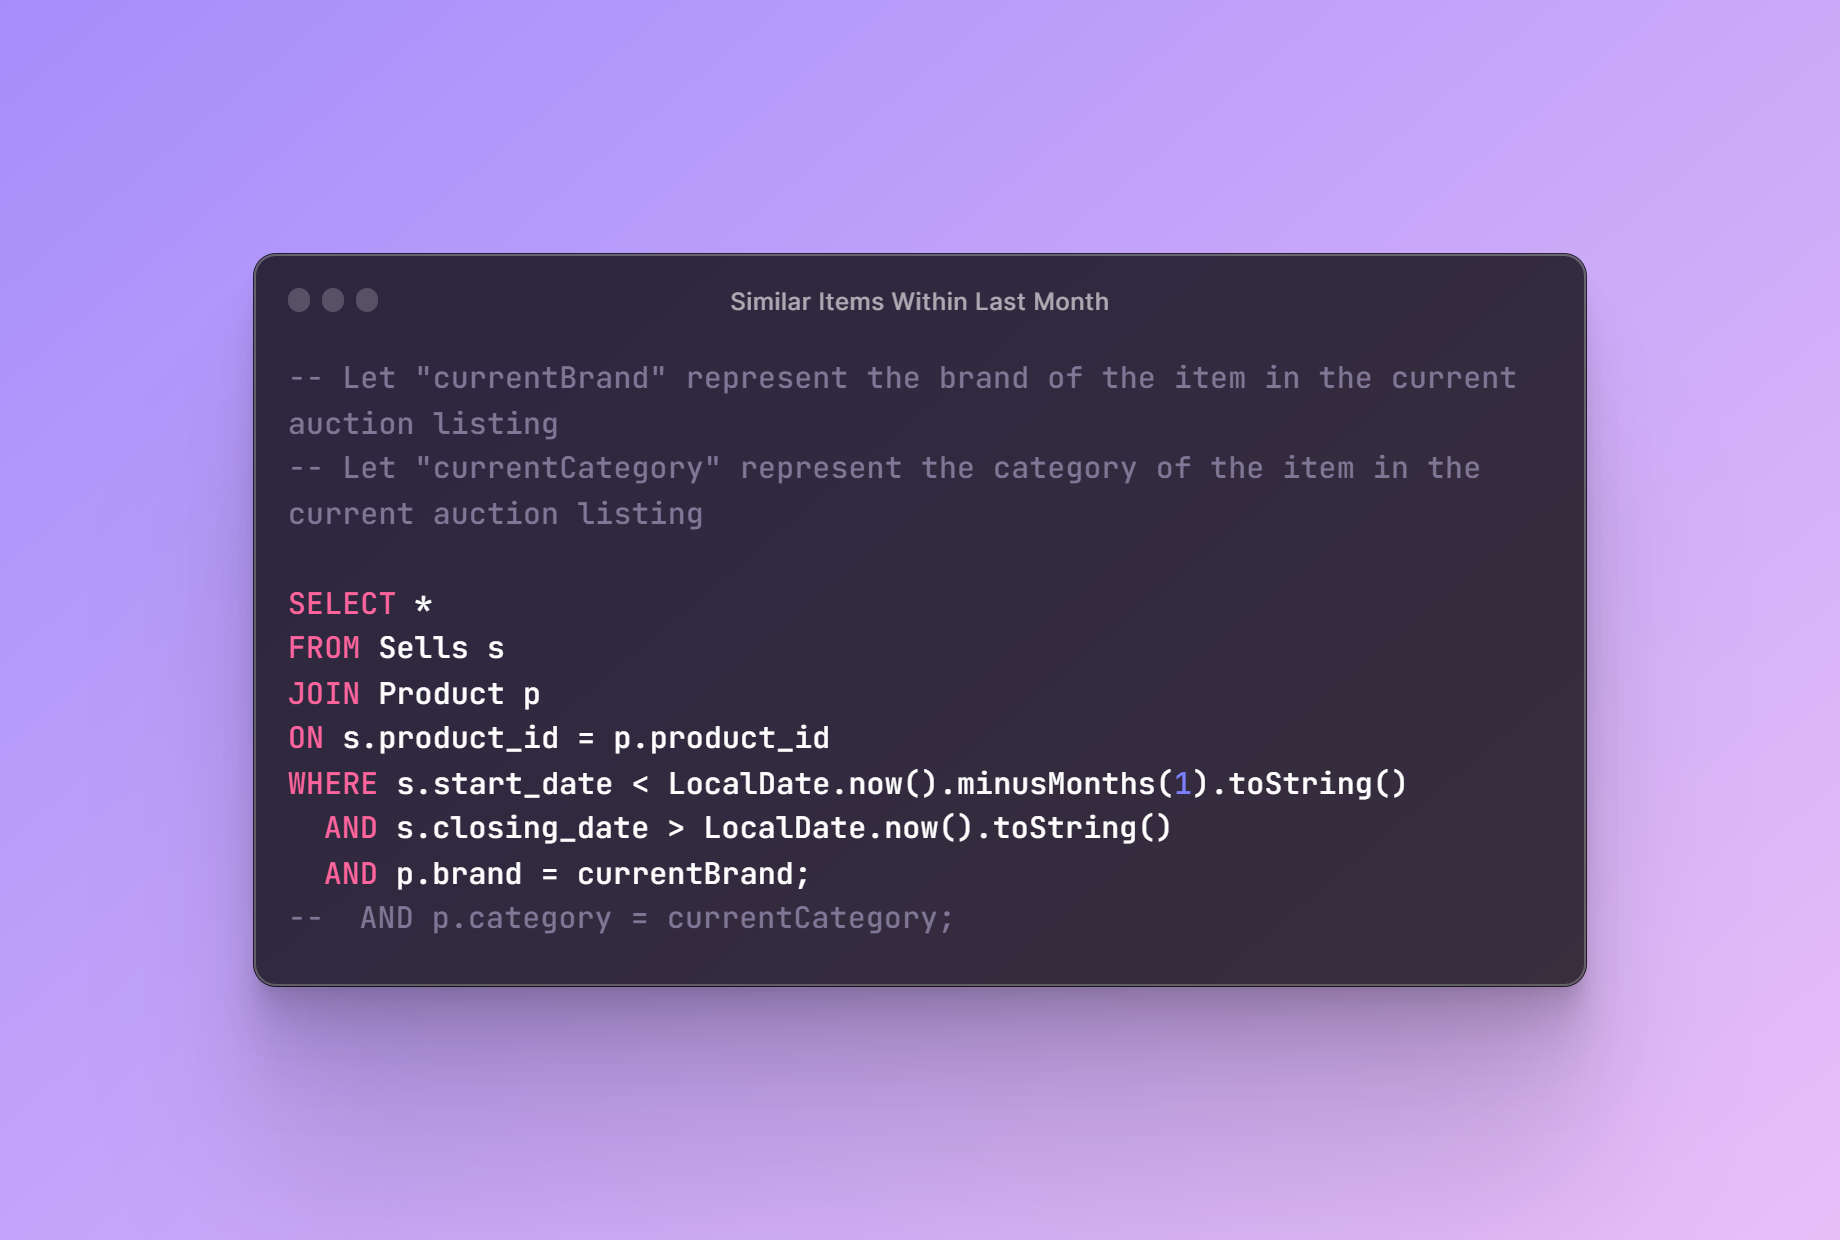 Similar Items Within Last Month
-- Let "currentBrand" represent the brand of the item in the current
auction listing
-- Let "currentCategory" represent the category of the item in the
current auction listing
SELECT *
FROM Sells s
JOIN Product p
ON s.product_id = p.product_id
WHERE s.start_date < LocalDate.now().minusMonths(1).toString()
  AND s.closing_date > LocalDate.now().toString()
  AND p.brand = currentBrand;
--  AND p.category = currentCategory;